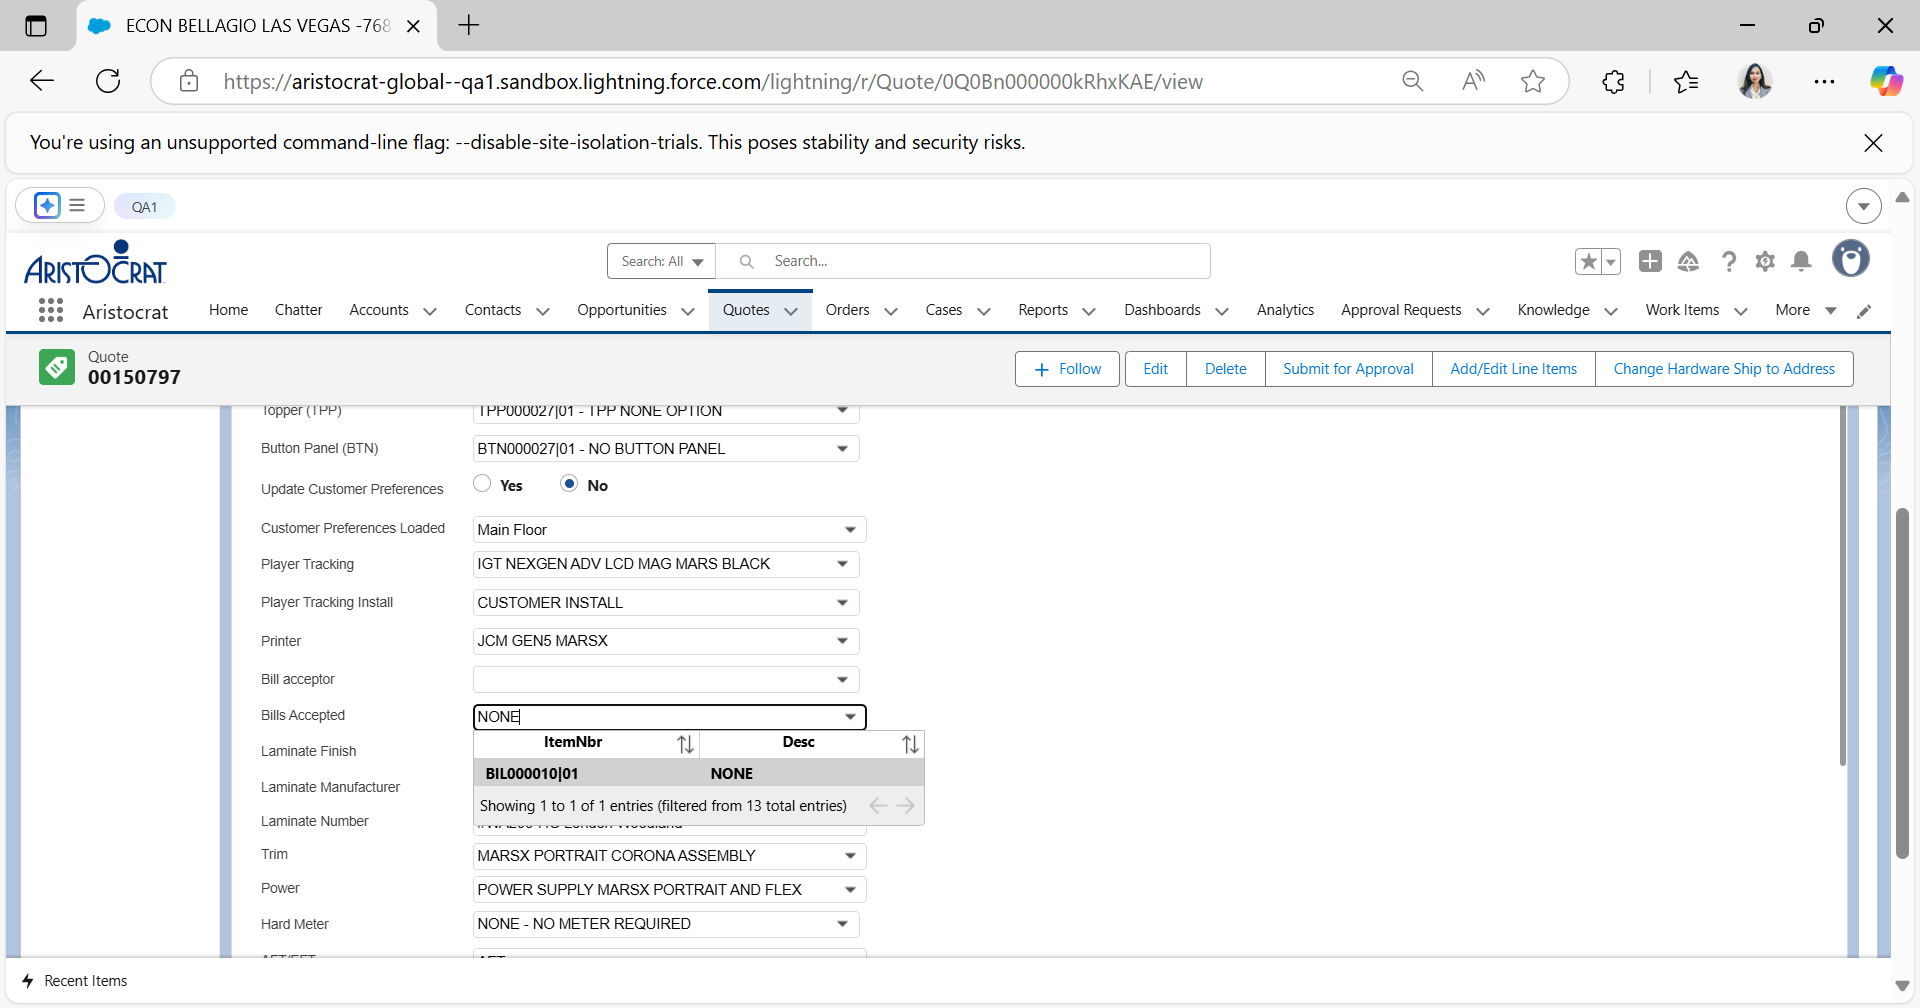 ECON BELLAGIO LAS VEGAS -768
https://aristocrat-global--qa1.sandbox.lightning.force.com/lightning/r/Quote/0Q0Bn000000kRhxKAE/view
You're using an unsupported command-line flag: --disable-site-isolation-trials. This poses stability and security risks.
QA1
ARISTOCRAT
Search: All
Search...
Aristocrat
Home
Chatter
Accounts
Contacts
Opportunities
Quotes
Orders
Cases
Reports
Dashboards
Analytics
Approval Requests
Knowledge
Work Items
More
Quote
00150797
Follow
Edit
Delete
Submit for Approval
Add/Edit Line Items
Change Hardware Ship to Address
Topper (TPP) TPP000027|01 - TPP NONE OPTION
Button Panel (BTN) BTN000027|01 - NO BUTTON PANEL
Update Customer Preferences Yes No
Customer Preferences Loaded Main Floor
Player Tracking IGT NEXGEN ADV LCD MAG MARS BLACK
Player Tracking Install CUSTOMER INSTALL
Printer JCM GEN5 MARSX
Bill acceptor
Bills Accepted NONE
ItemNbr Desc
BIL000010|01 NONE
Showing 1 to 1 of 1 entries (filtered from 13 total entries)
Laminate Finish
Laminate Manufacturer
Laminate Number
Trim MARSX PORTRAIT CORONA ASSEMBLY
Power POWER SUPPLY MARSX PORTRAIT AND FLEX
Hard Meter NONE - NO METER REQUIRED
Recent Items